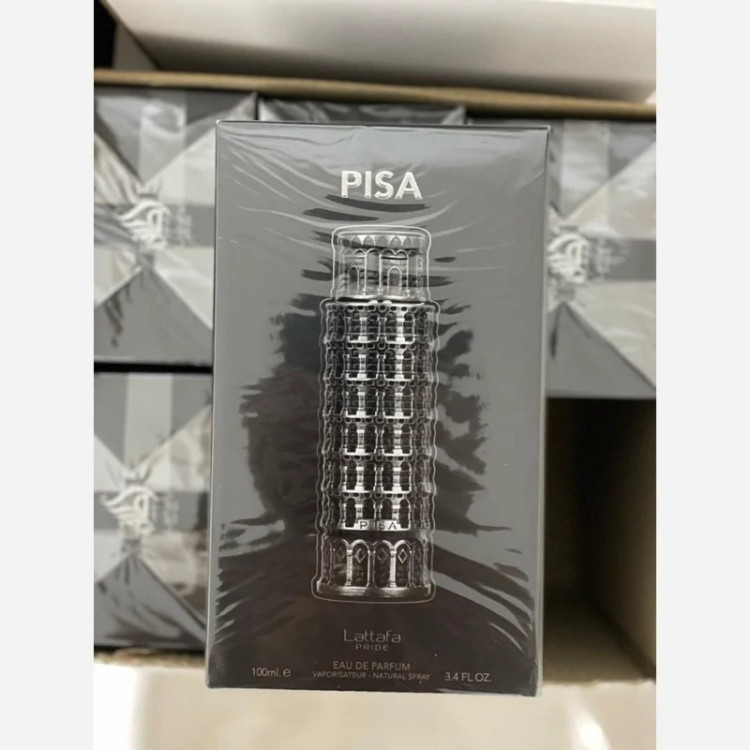 PISA
PISA
Lattafa
PRIDE
EAU DE PARFUM
100ml. e VAPORISATEUR - NATURAL SPRAY 3.4 FL OZ.